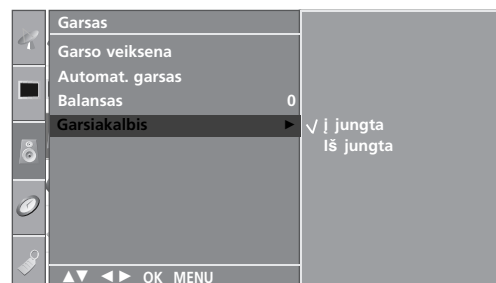 Garsas
Garso veiksena
Automat. garsas
Balansas 0
Garsiakalbis ►
√ į jungta
Iš jungta
▲▼ ◄► OK MENU